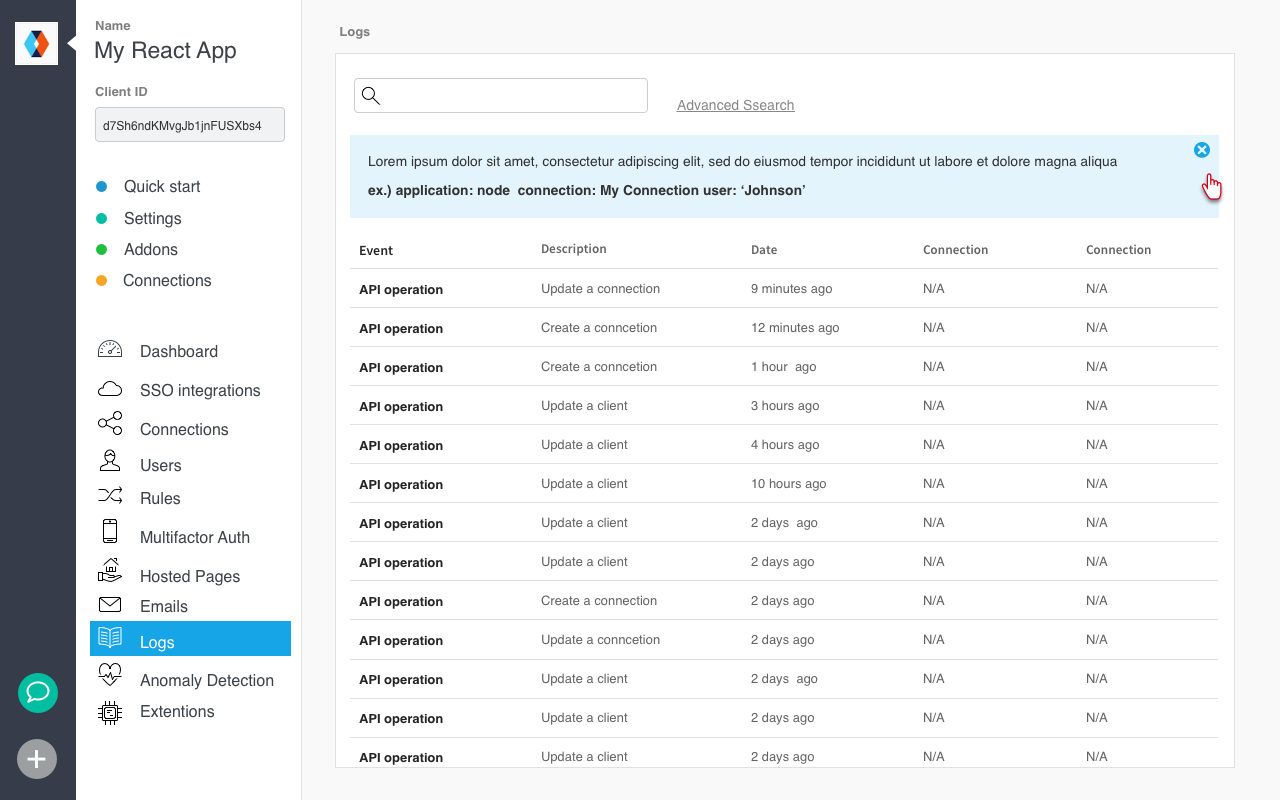 Name
My React App
Client ID
d7Sh6ndKMvgJb1jnFUSXbs4
Quick start
Settings
Addons
Connections
Dashboard
SSO integrations
Connections
Users
Rules
Multifactor Auth
Hosted Pages
Emails
Logs
Anomaly Detection
Extentions
Logs
Advanced Ssearch
Lorem ipsum dolor sit amet, consectetur adipiscing elit, sed do eiusmod tempor incididunt ut labore et dolore magna aliqua
ex.) application: node  connection: My Connection user: ‘Johnson’
Event Description Date Connection Connection
API operation Update a connection 9 minutes ago N/A N/A
API operation Create a conncetion 12 minutes ago N/A N/A
API operation Create a conncetion 1 hour  ago N/A N/A
API operation Update a client 3 hours ago N/A N/A
API operation Update a client 4 hours ago N/A N/A
API operation Update a client 10 hours ago N/A N/A
API operation Update a client 2 days  ago N/A N/A
API operation Update a client 2 days ago N/A N/A
API operation Create a connection 2 days ago N/A N/A
API operation Update a conncetion 2 days ago N/A N/A
API operation Update a client 2 days  ago N/A N/A
API operation Update a client 2 days ago N/A N/A
API operation Update a client 2 days ago N/A N/A